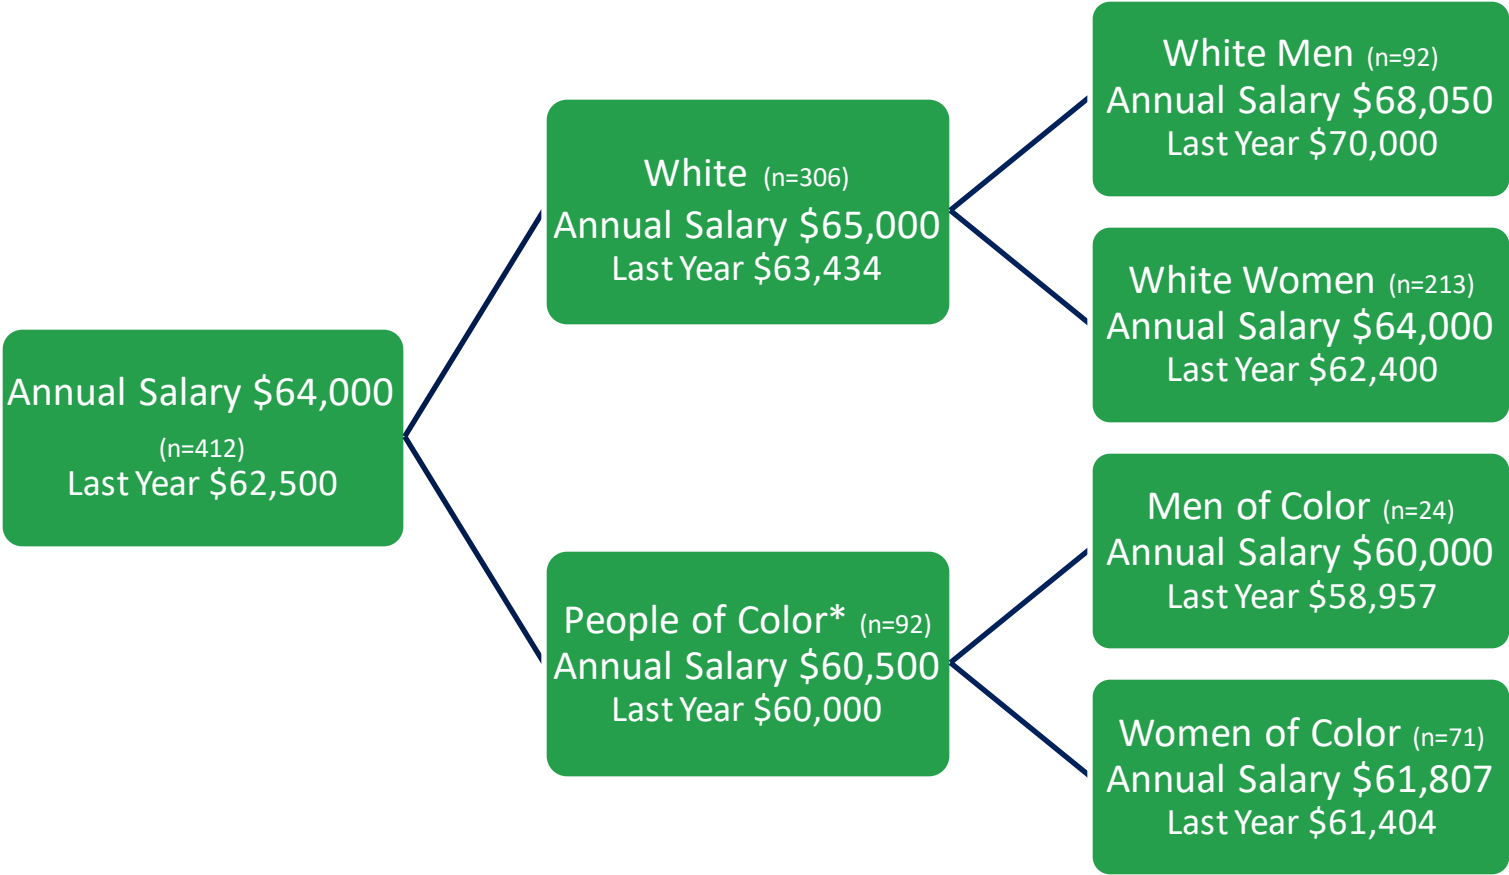 Annual Salary $64,000
(n=412)
Last Year $62,500
White (n=306)
Annual Salary $65,000
Last Year $63,434
People of Color* (n=92)
Annual Salary $60,500
Last Year $60,000
White Men (n=92)
Annual Salary $68,050
Last Year $70,000
White Women (n=213)
Annual Salary $64,000
Last Year $62,400
Men of Color (n=24)
Annual Salary $60,000
Last Year $58,957
Women of Color (n=71)
Annual Salary $61,807
Last Year $61,404